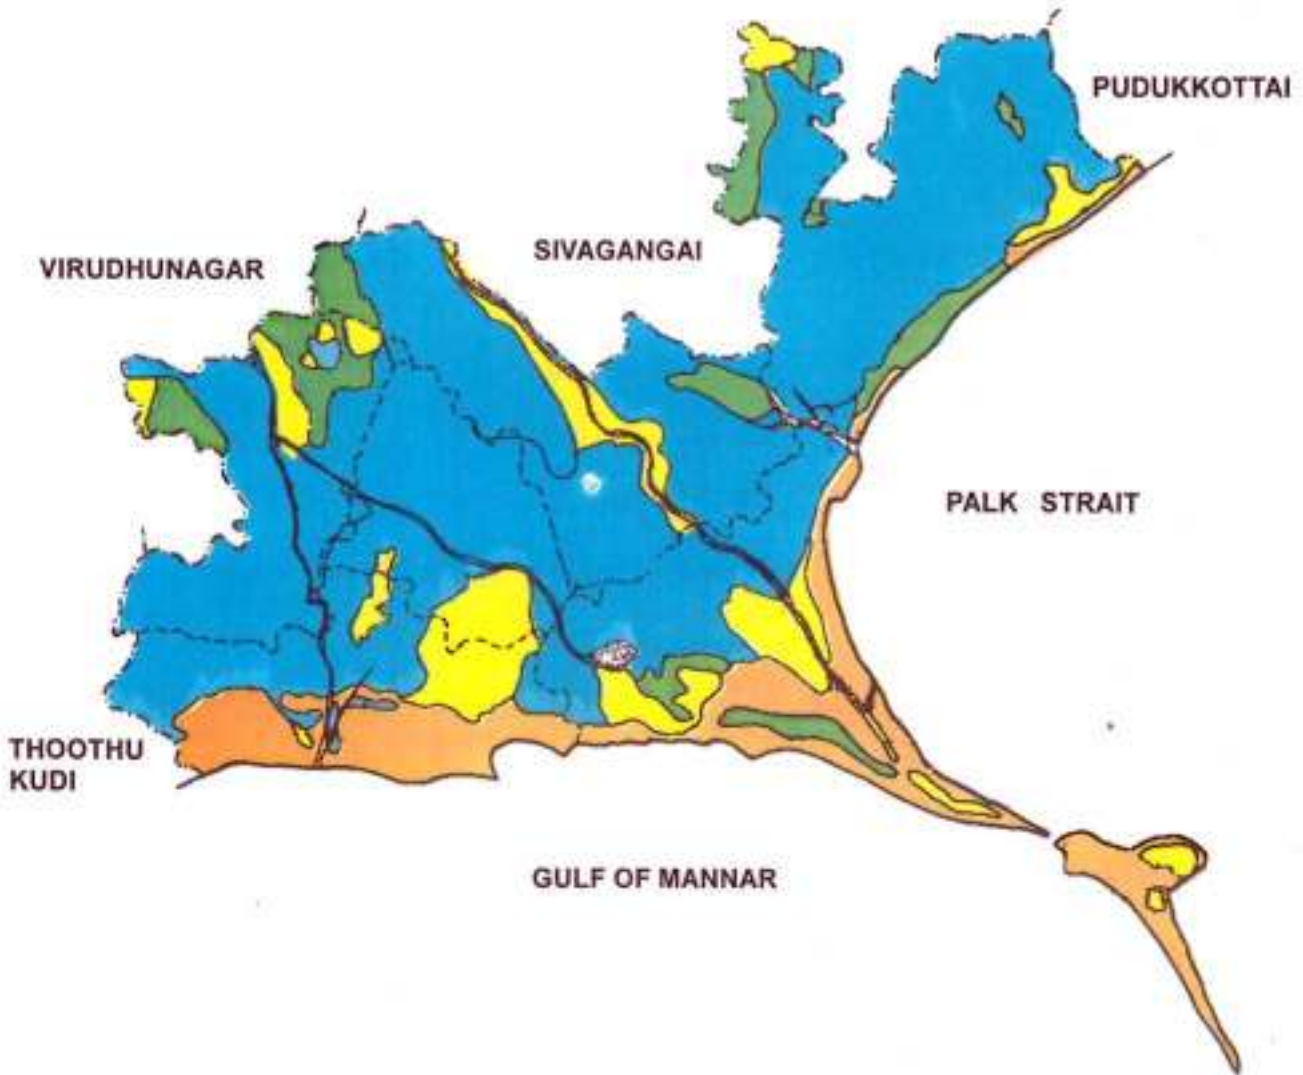 PUDUKKOTTAI
SIVAGANGAI
VIRUDHUNAGAR
PALK STRAIT
THOOTHU
KUDI
GULF OF MANNAR